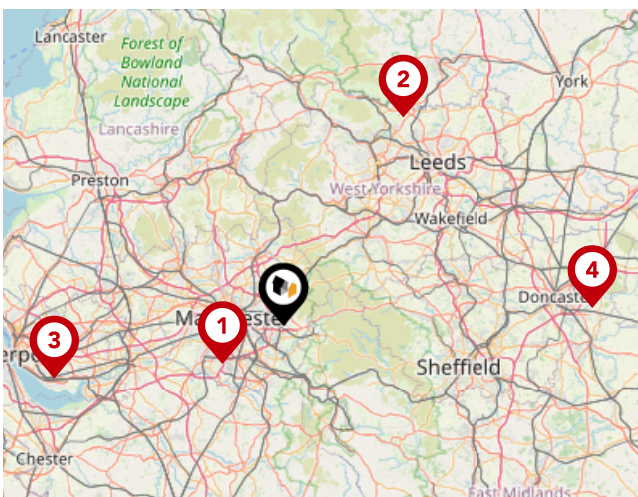 Lancaster
Forest of
Bowland
National
Landscape
2
York
Lancashire
Leeds
Preston
West Yorkshire
Wakefield
4
Doncaste
1
3
Sheffield
Chester
East Midlands